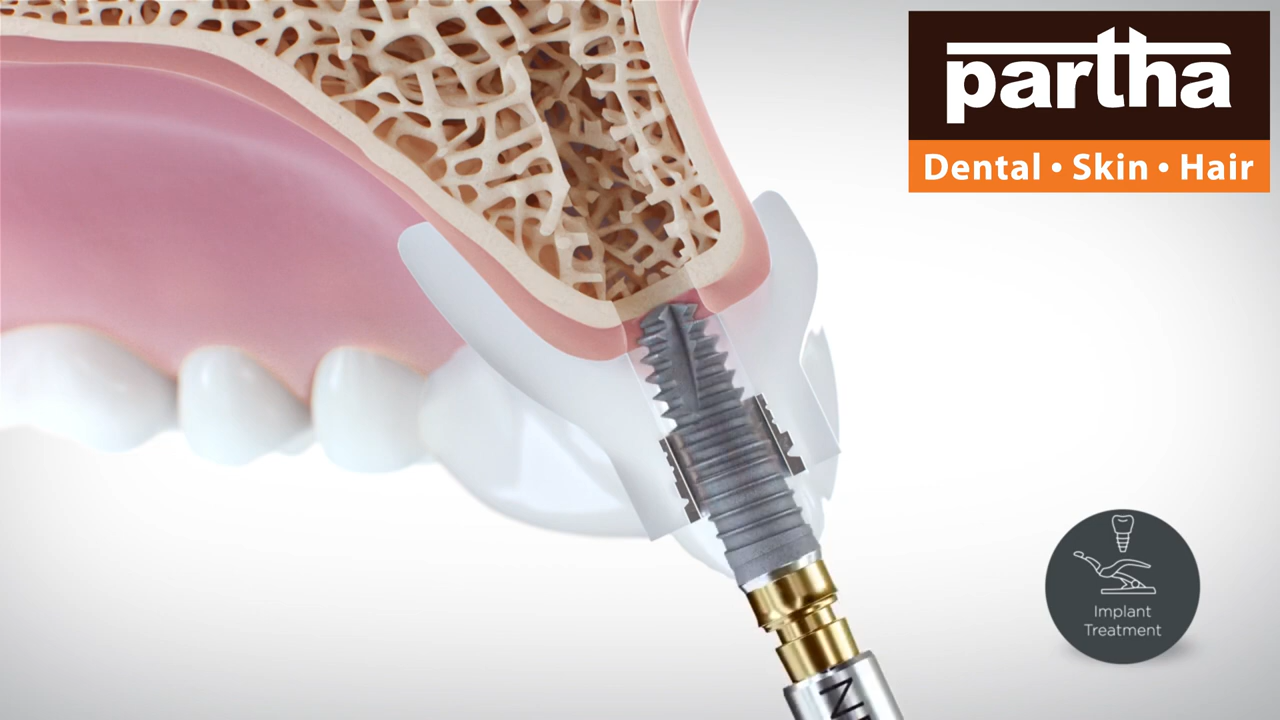 partha
Dental • Skin • Hair
Implant
Treatment